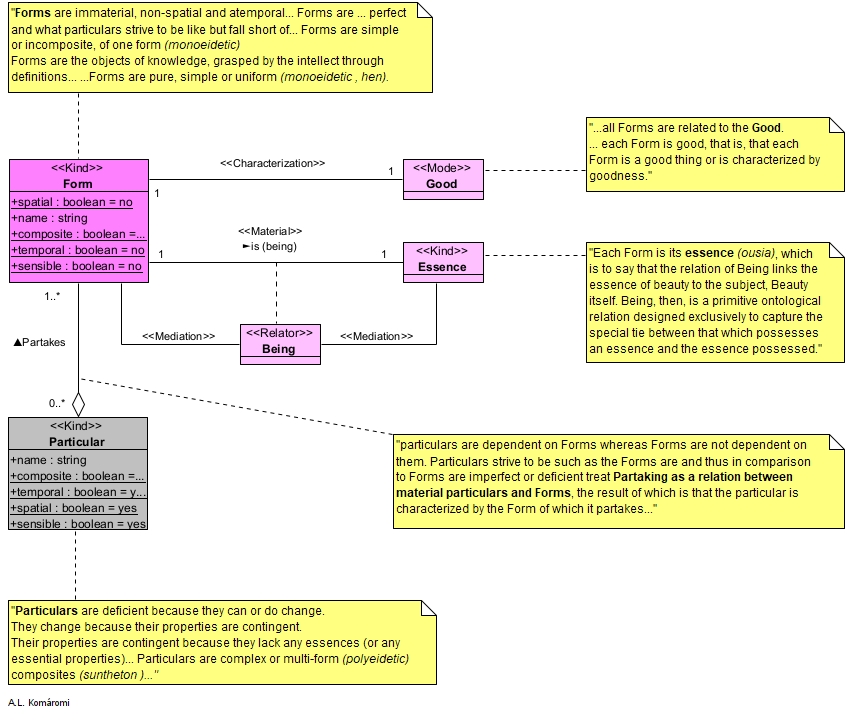 "Forms are immaterial, non-spatial and atemporal... Forms are ... perfect
and what particulars strive to be like but fall short of... Forms are simple
or incomposite, of one form (monoeidetic)
Forms are the objects of knowledge, grasped by the intellect through
definitions... ...Forms are pure, simple or uniform (monoeidetic , hen).
"...all Forms are related to the Good.
... each Form is good, that is, that each
Form is a good thing or is characterized by
goodness."
<<Kind>>
Form
+spatial : boolean = no
+name : string
+composite : boolean =...
+temporal : boolean = no
+sensible : boolean = no
<<Characterization>>
1
1
<<Mode>>
Good
<<Material>>
►is (being)
1
1
<<Kind>>
Essence
"Each Form is its essence (ousia), which
is to say that the relation of Being links the
essence of beauty to the subject, Beauty
itself. Being, then, is a primitive ontological
relation designed exclusively to capture the
special tie between that which possesses
an essence and the essence possessed."
1..*
<<Mediation>>
<<Relator>>
Being
<<Mediation>>
▲Partakes
0..*
<<Kind>>
Particular
+name : string
+composite : boolean =...
+temporal : boolean = y...
+spatial : boolean = yes
+sensible : boolean = yes
"particulars are dependent on Forms whereas Forms are not dependent on
them. Particulars strive to be such as the Forms are and thus in comparison
to Forms are imperfect or deficient treat Partaking as a relation between
material particulars and Forms, the result of which is that the particular is
characterized by the Form of which it partakes..."
"Particulars are deficient because they can or do change.
They change because their properties are contingent.
Their properties are contingent because they lack any essences (or any
essential properties)... Particulars are complex or multi-form (polyeidetic)
composites (suntheton )..."
A.L. Komáromi